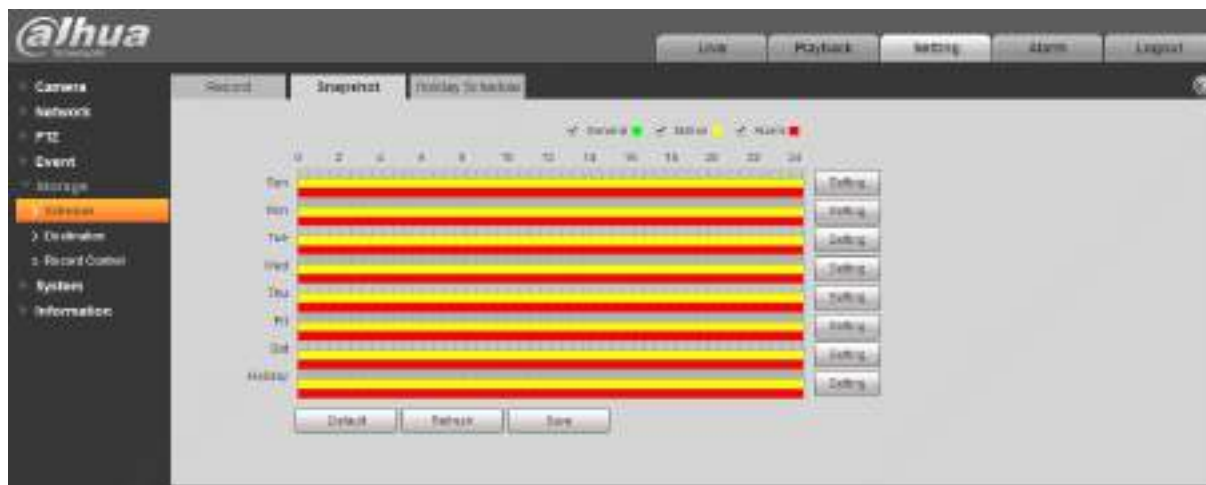 alhua
Live Playback Setting Alarm Logout
Record Snapshot Holiday Schedule
Camera
Network
PTZ
Event
Storage
Schedule
Destination
Record Control
System
Information
General Motion Alarm
0 2 4 6 8 10 12 14 16 18 20 22 24
Sun Setting
Mon Setting
Tue Setting
Wed Setting
Thu Setting
Fri Setting
Sat Setting
Holiday Setting
Default Refresh Save